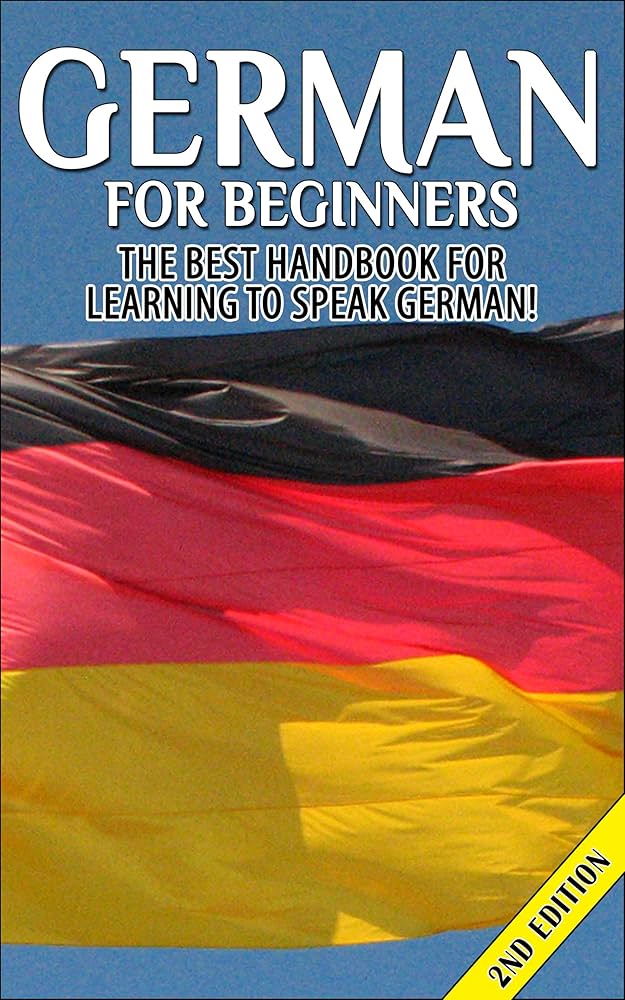 GERMAN
FOR BEGINNERS
THE BEST HANDBOOK FOR
LEARNING TO SPEAK GERMAN!
2ND EDITION